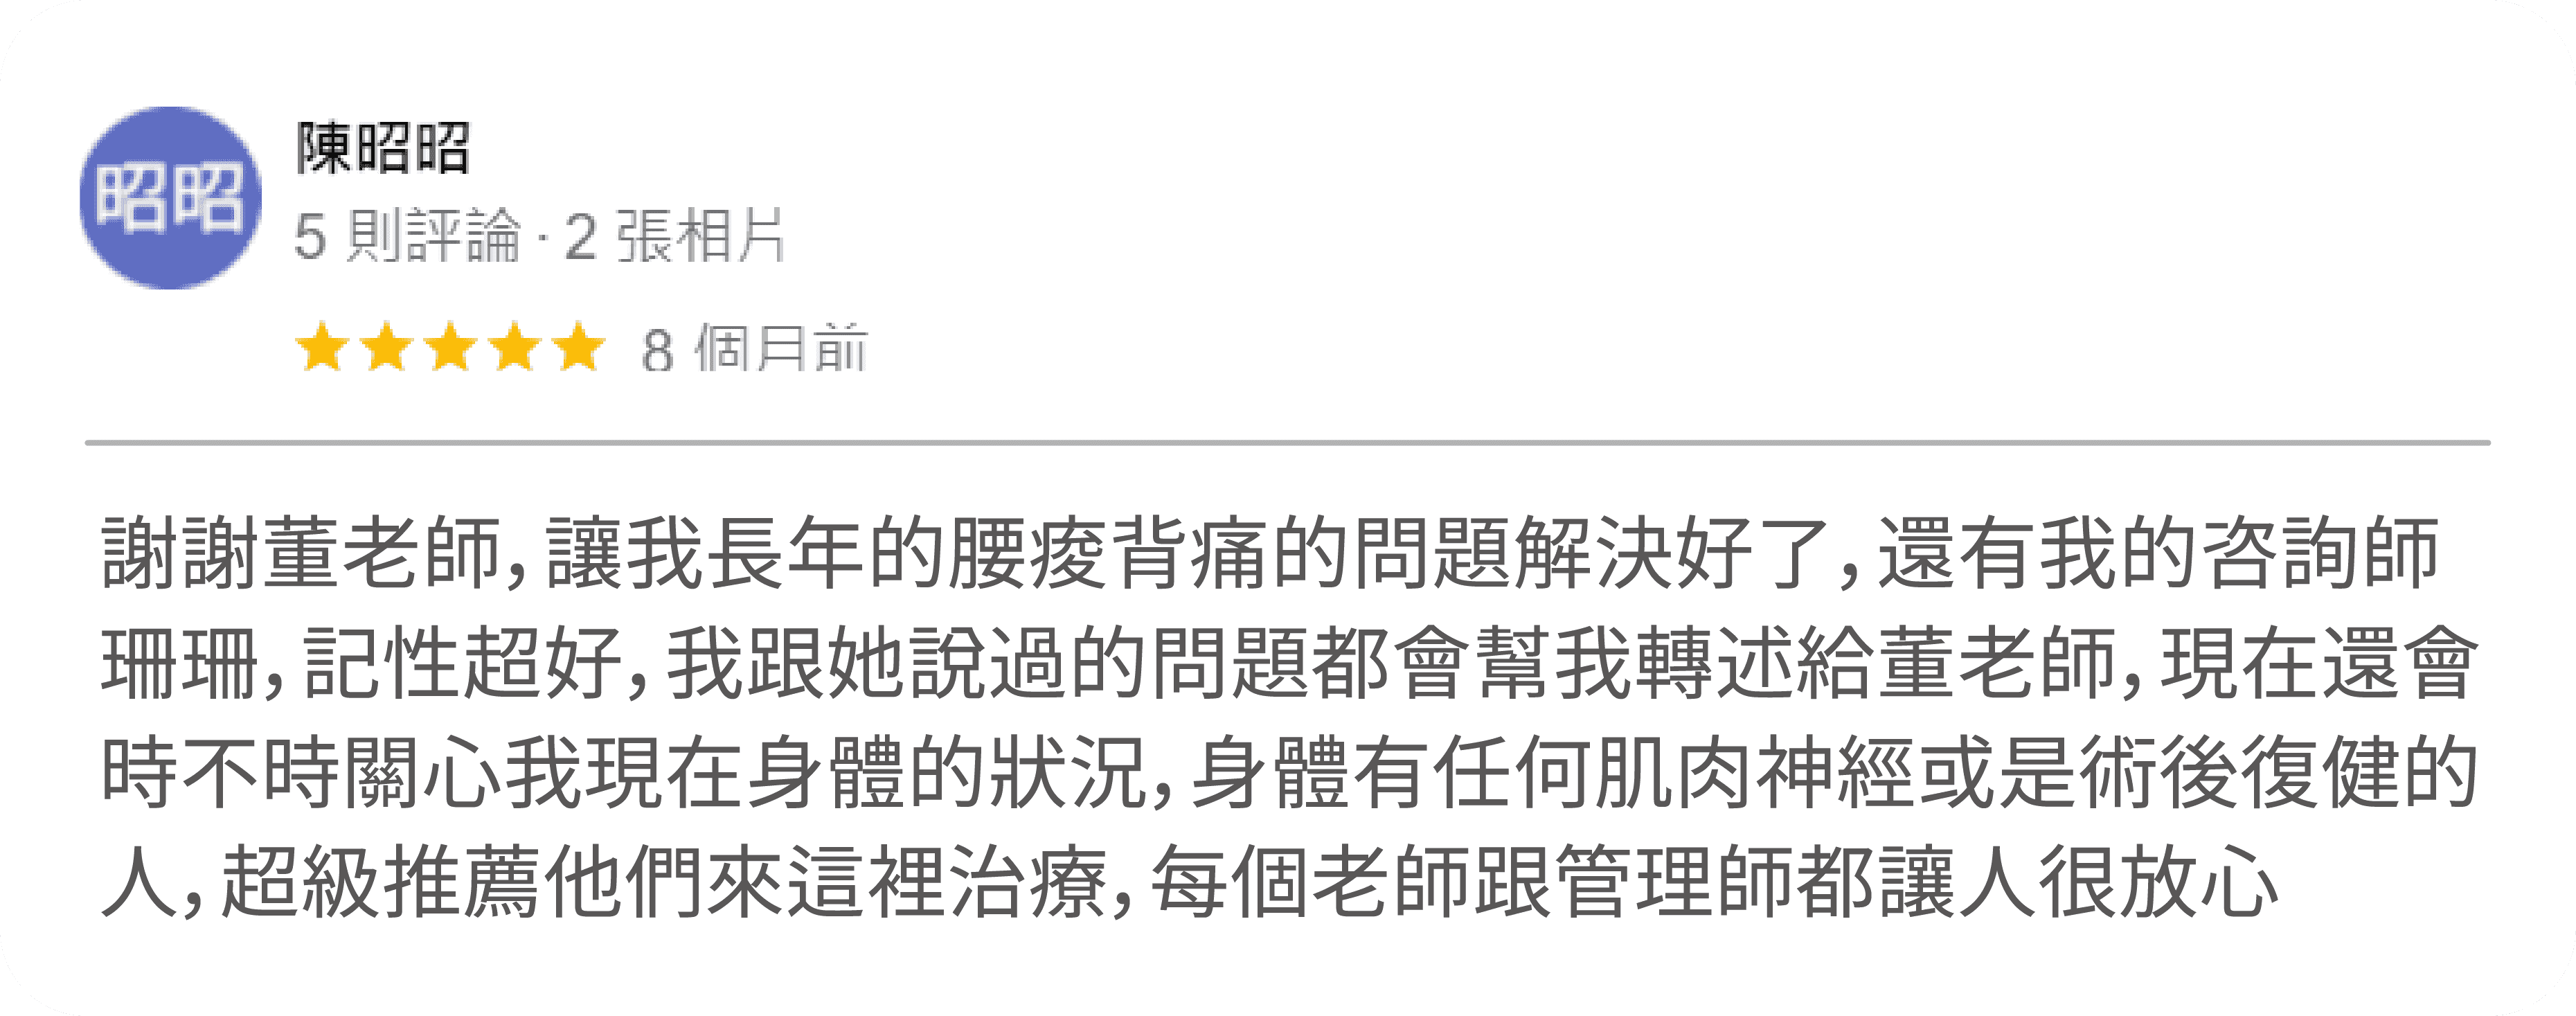 昭昭
陳昭昭
5 則評論 · 2 張相片
8 個月前
謝謝董老師，讓我長年的腰痠背痛的問題解決好了，還有我的咨詢師
珊珊，記性超好，我跟她說過的問題都會幫我轉述給董老師，現在還會
時不時關心我現在身體的狀況，身體有任何肌肉神經或是術後復健的
人，超級推薦他們來這裡治療，每個老師跟管理師都讓人很放心